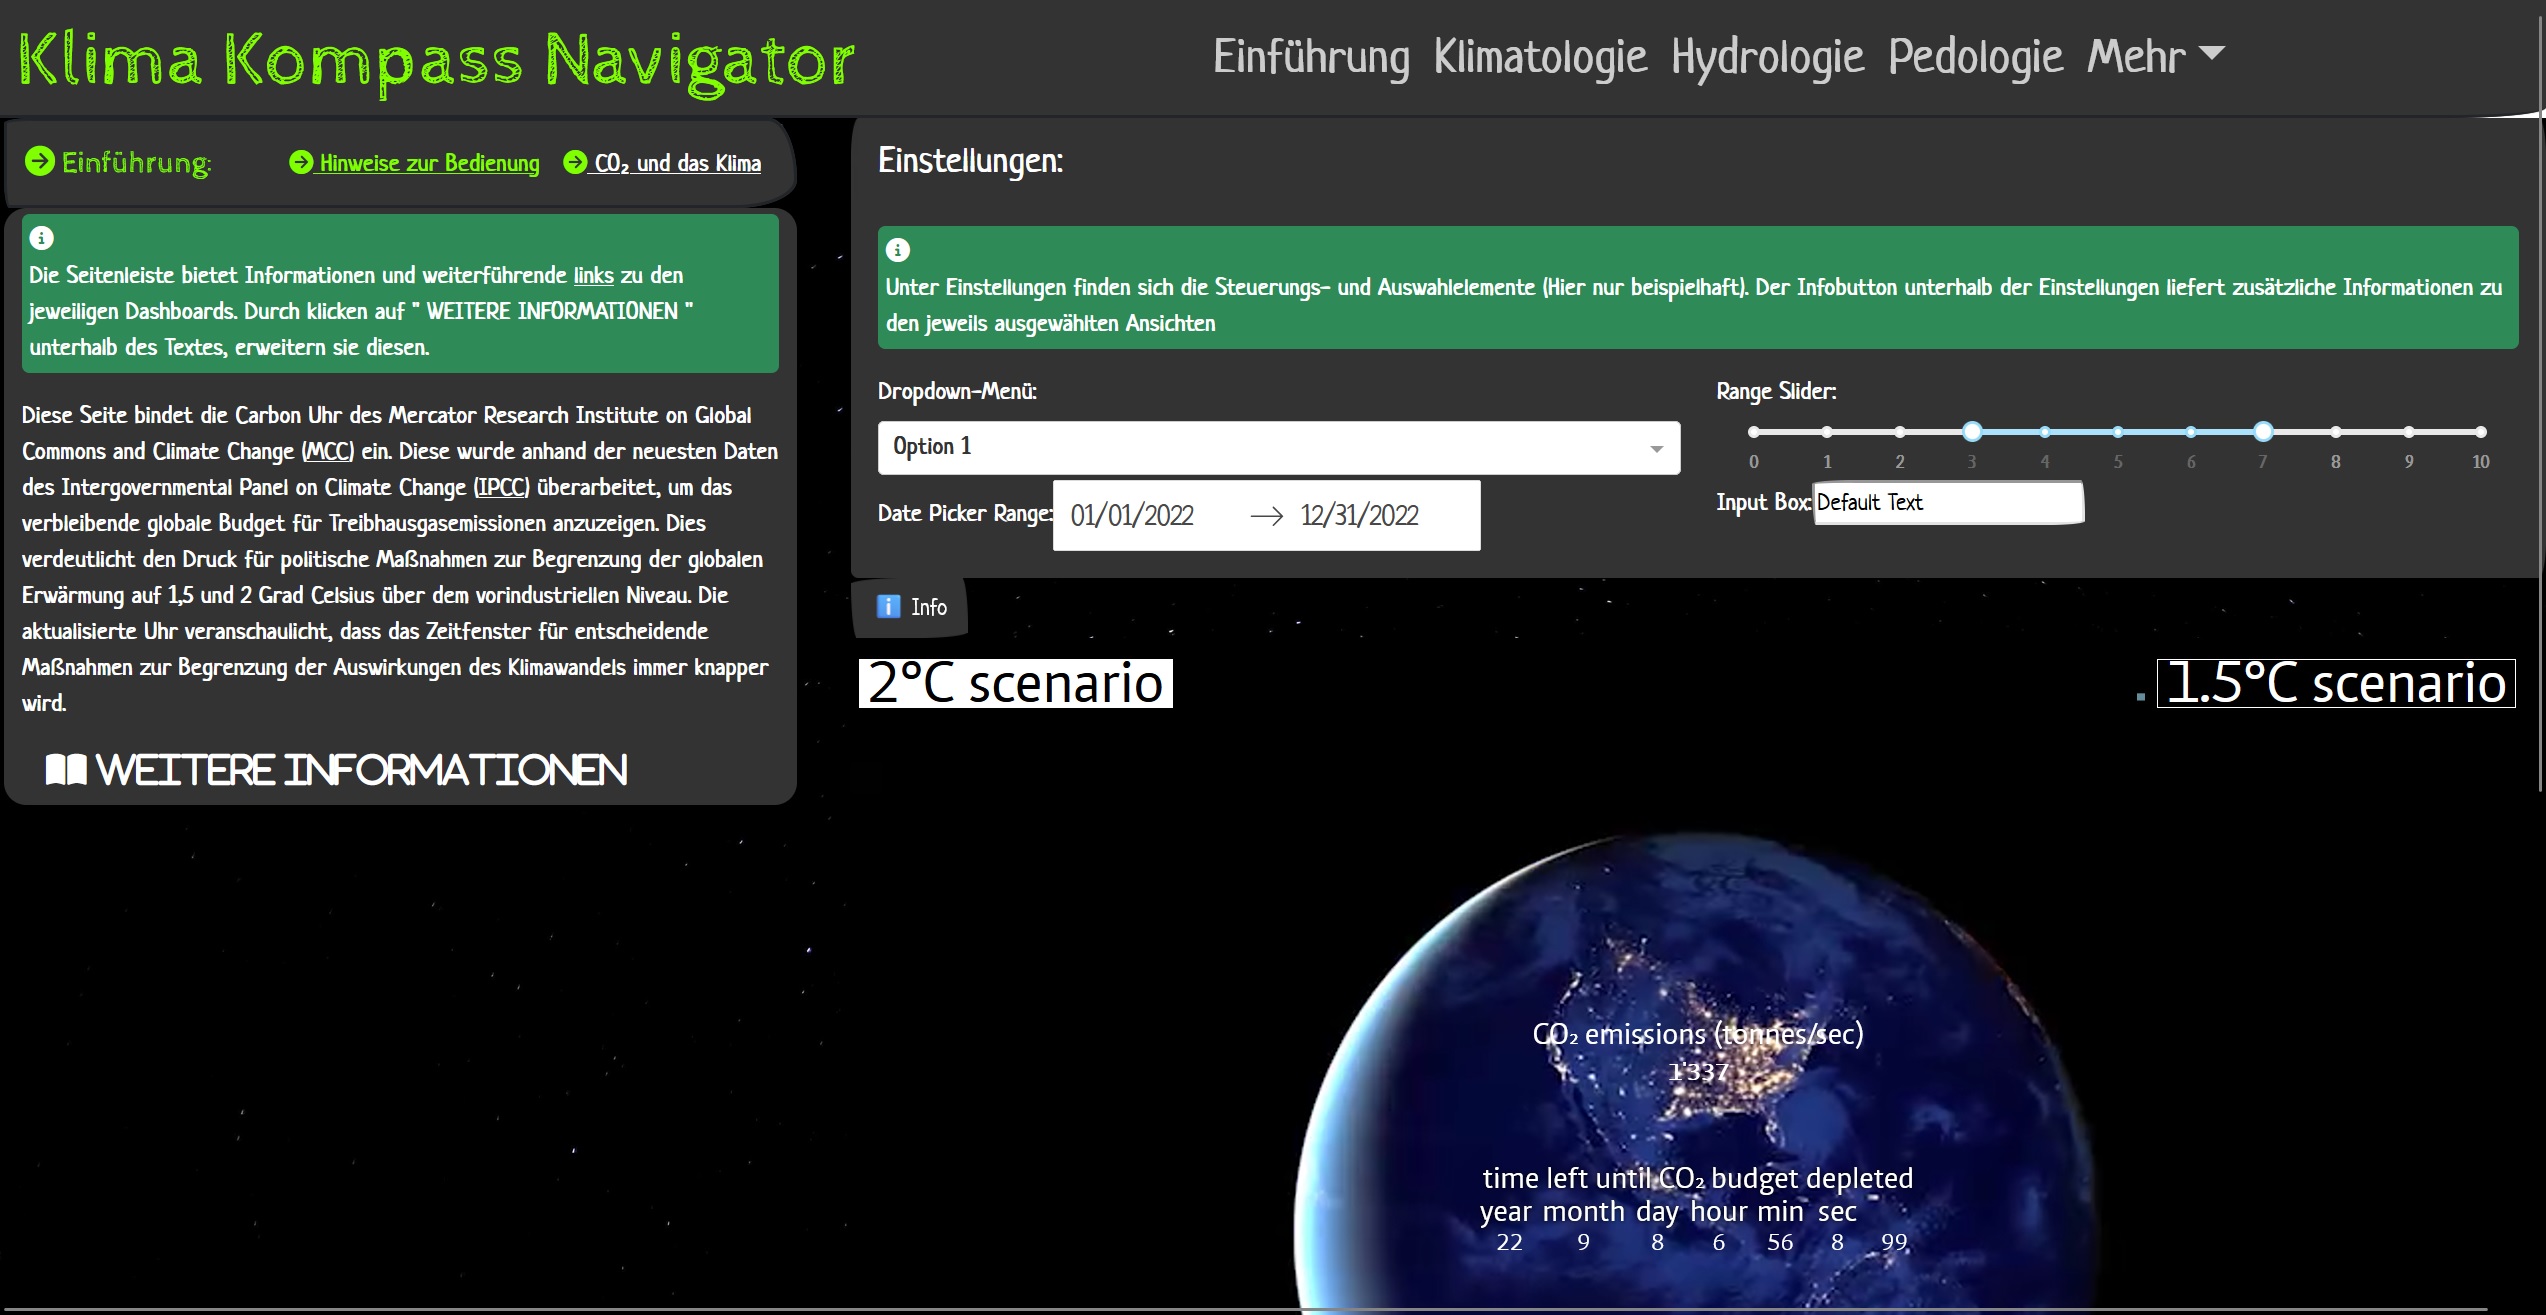 Klima Kompass Navigator
Einführung Klimatologie Hydrologie Pedologie Mehr
Einführung:
Hinweise zur Bedienung
CO₂ und das Klima
Die Seitenleiste bietet Informationen und weiterführende links zu den
jeweiligen Dashboards. Durch klicken auf " WEITERE INFORMATIONEN "
unterhalb des Textes, erweitern sie diesen.
Diese Seite bindet die Carbon Uhr des Mercator Research Institute on Global
Commons and Climate Change (MCC) ein. Diese wurde anhand der neuesten Daten
des Intergovernmental Panel on Climate Change (IPCC) überarbeitet, um das
verbleibende globale Budget für Treibhausgasemissionen anzuzeigen. Dies
verdeutlicht den Druck für politische Maßnahmen zur Begrenzung der globalen
Erwärmung auf 1,5 und 2 Grad Celsius über dem vorindustriellen Niveau. Die
aktualisierte Uhr veranschaulicht, dass das Zeitfenster für entscheidende
Maßnahmen zur Begrenzung der Auswirkungen des Klimawandels immer knapper
wird.
WEITERE INFORMATIONEN
Einstellungen:
Unter Einstellungen finden sich die Steuerungs- und Auswahlelemente (Hier nur beispielhaft). Der Infobutton unterhalb der Einstellungen liefert zusätzliche Informationen zu
den jeweils ausgewählten Ansichten
Dropdown-Menü:
Option 1
Date Picker Range: 01/01/2022 → 12/31/2022
Range Slider:
0 1 2 3 4 5 6 7 8 9 10
Input Box: Default Text
Info
2°C scenario
1.5°C scenario
CO₂ emissions (tonnes/sec)
1'337
time left until CO₂ budget depleted
year month day hour min sec
22 9 8 6 56 8 99